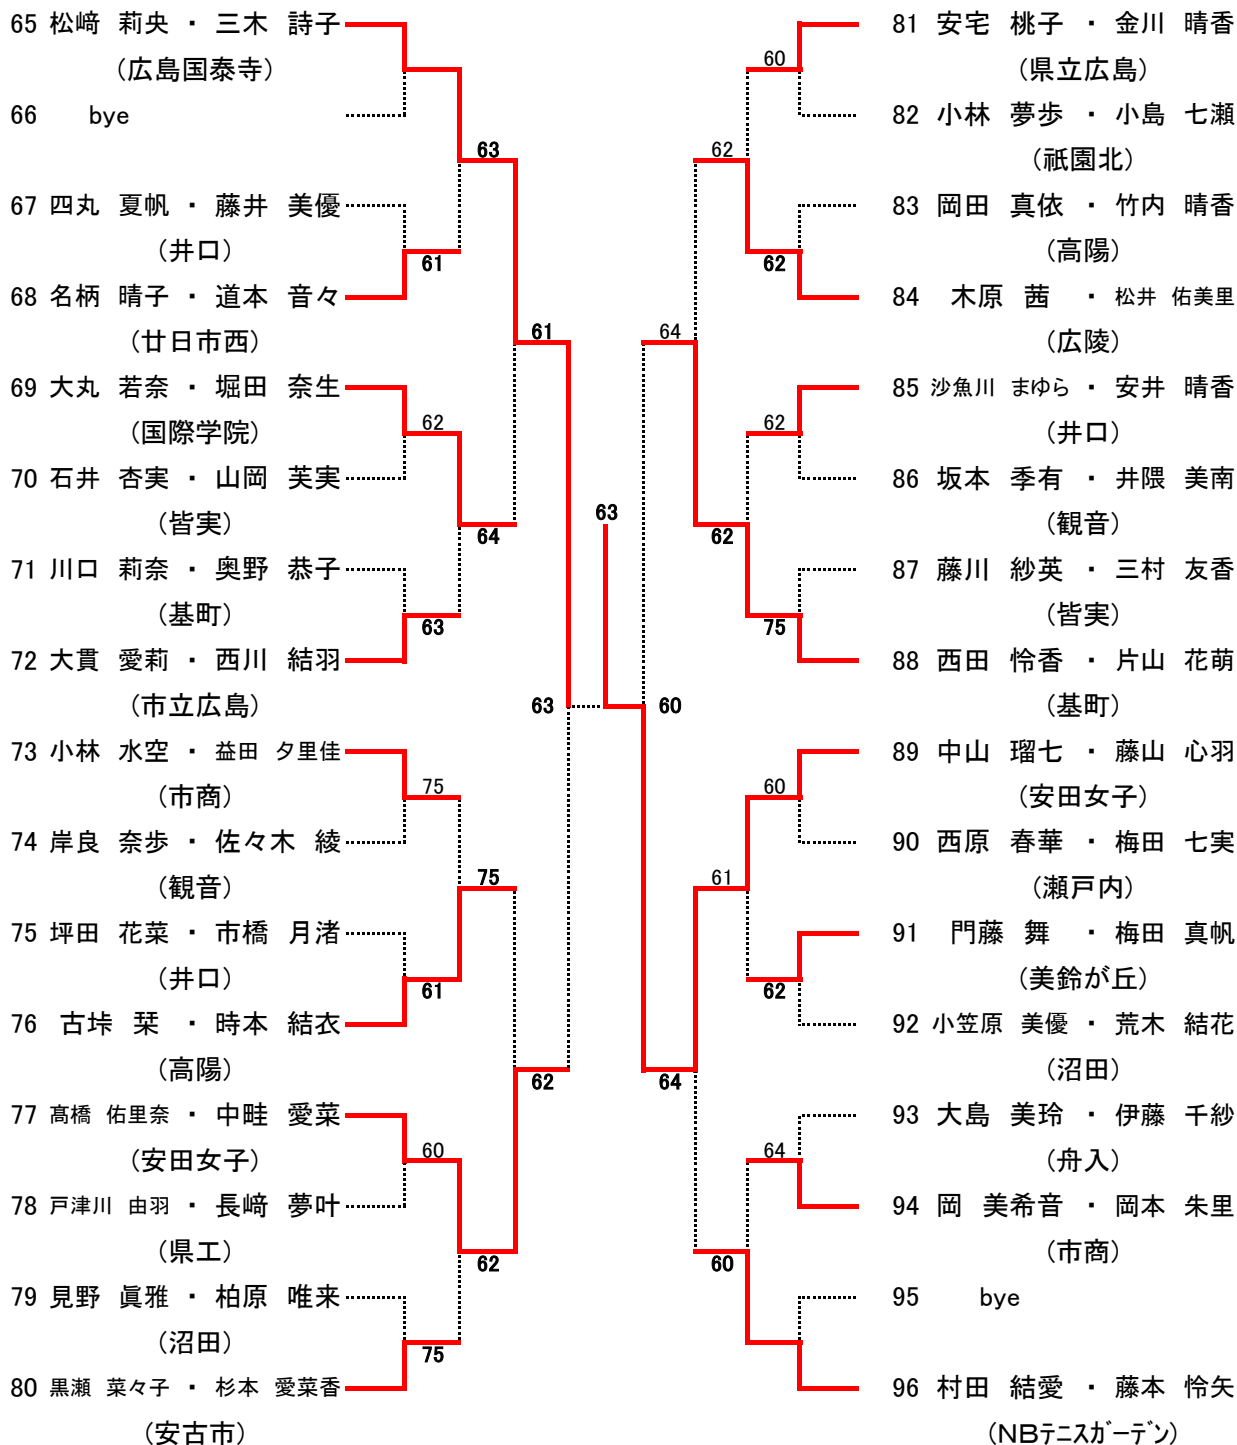 65 松﨑 莉央 ・ 三木 詩子
(広島国泰寺)
66 bye
63
67 四丸 夏帆 ・ 藤井 美優
(井口)
61
68 名柄 晴子 ・ 道本 音々
(廿日市西)
61
69 大丸 若奈 ・ 堀田 奈生
(国際学院)
62
70 石井 杏実 ・ 山岡 芙実
(皆実)
64
71 川口 莉奈 ・ 奥野 恭子
(基町)
63
72 大貫 愛莉 ・ 西川 結羽
(市立広島)
63
73 小林 水空 ・ 益田 夕里佳
(市商)
75
74 岸良 奈歩 ・ 佐々木 綾
(観音)
75
75 坪田 花菜 ・ 市橋 月渚
(井口)
61
76 古垰 栞 ・ 時本 結衣
(高陽)
62
77 髙橋 佑里奈 ・ 中畦 愛菜
(安田女子)
60
78 戸津川 由羽 ・ 長﨑 夢叶
(県工)
62
79 見野 眞雅 ・ 柏原 唯来
(沼田)
75
80 黒瀬 菜々子 ・ 杉本 愛菜香
(安古市)
63
81 安宅 桃子 ・ 金川 晴香
60
(県立広島)
82 小林 夢歩 ・ 小島 七瀬
62
(祇園北)
83 岡田 真依 ・ 竹内 晴香
(高陽)
62
84 木原 茜 ・ 松井 佑美里
64
(広陵)
85 沙魚川 まゆら ・ 安井 晴香
62
(井口)
86 坂本 季有 ・ 井隈 美南
(観音)
62
87 藤川 紗英 ・ 三村 友香
(皆実)
75
88 西田 怜香 ・ 片山 花萌
(基町)
60
89 中山 瑠七 ・ 藤山 心羽
60
(安田女子)
90 西原 春華 ・ 梅田 七実
61
(瀬戸内)
91 門藤 舞 ・ 梅田 真帆
(美鈴が丘)
62
92 小笠原 美優 ・ 荒木 結花
(沼田)
64
93 大島 美玲 ・ 伊藤 千紗
64
(舟入)
94 岡 美希音 ・ 岡本 朱里
(市商)
60
95 bye
96 村田 結愛 ・ 藤本 怜矢
(NBテニスガーデン)